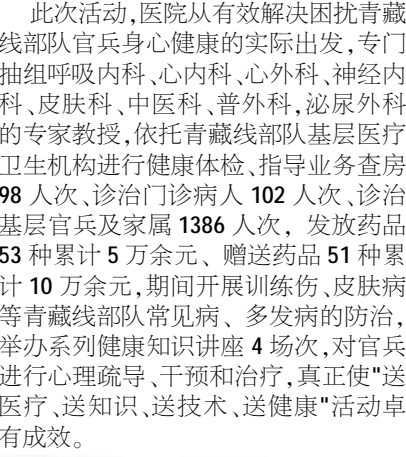 此次活动,医院从有效解决困扰青藏
线部队官兵身心健康的实际出发,专门
抽组呼吸内科、心内科、心外科、神经内
科、皮肤科、中医科、普外科,泌尿外科
的专家教授,依托青藏线部队基层医疗
卫生机构进行健康体检、指导业务查房
98 人次、诊治门诊病人 102 人次、诊治
基层官兵及家属 1386 人次，发放药品
53 种累计 5 万余元、赠送药品 51 种累
计 10 万余元,期间开展训练伤、皮肤病
等青藏线部队常见病、多发病的防治,
举办系列健康知识讲座 4 场次,对官兵
进行心理疏导、干预和治疗,真正使"送
医疗、送知识、送技术、送健康"活动卓
有成效。